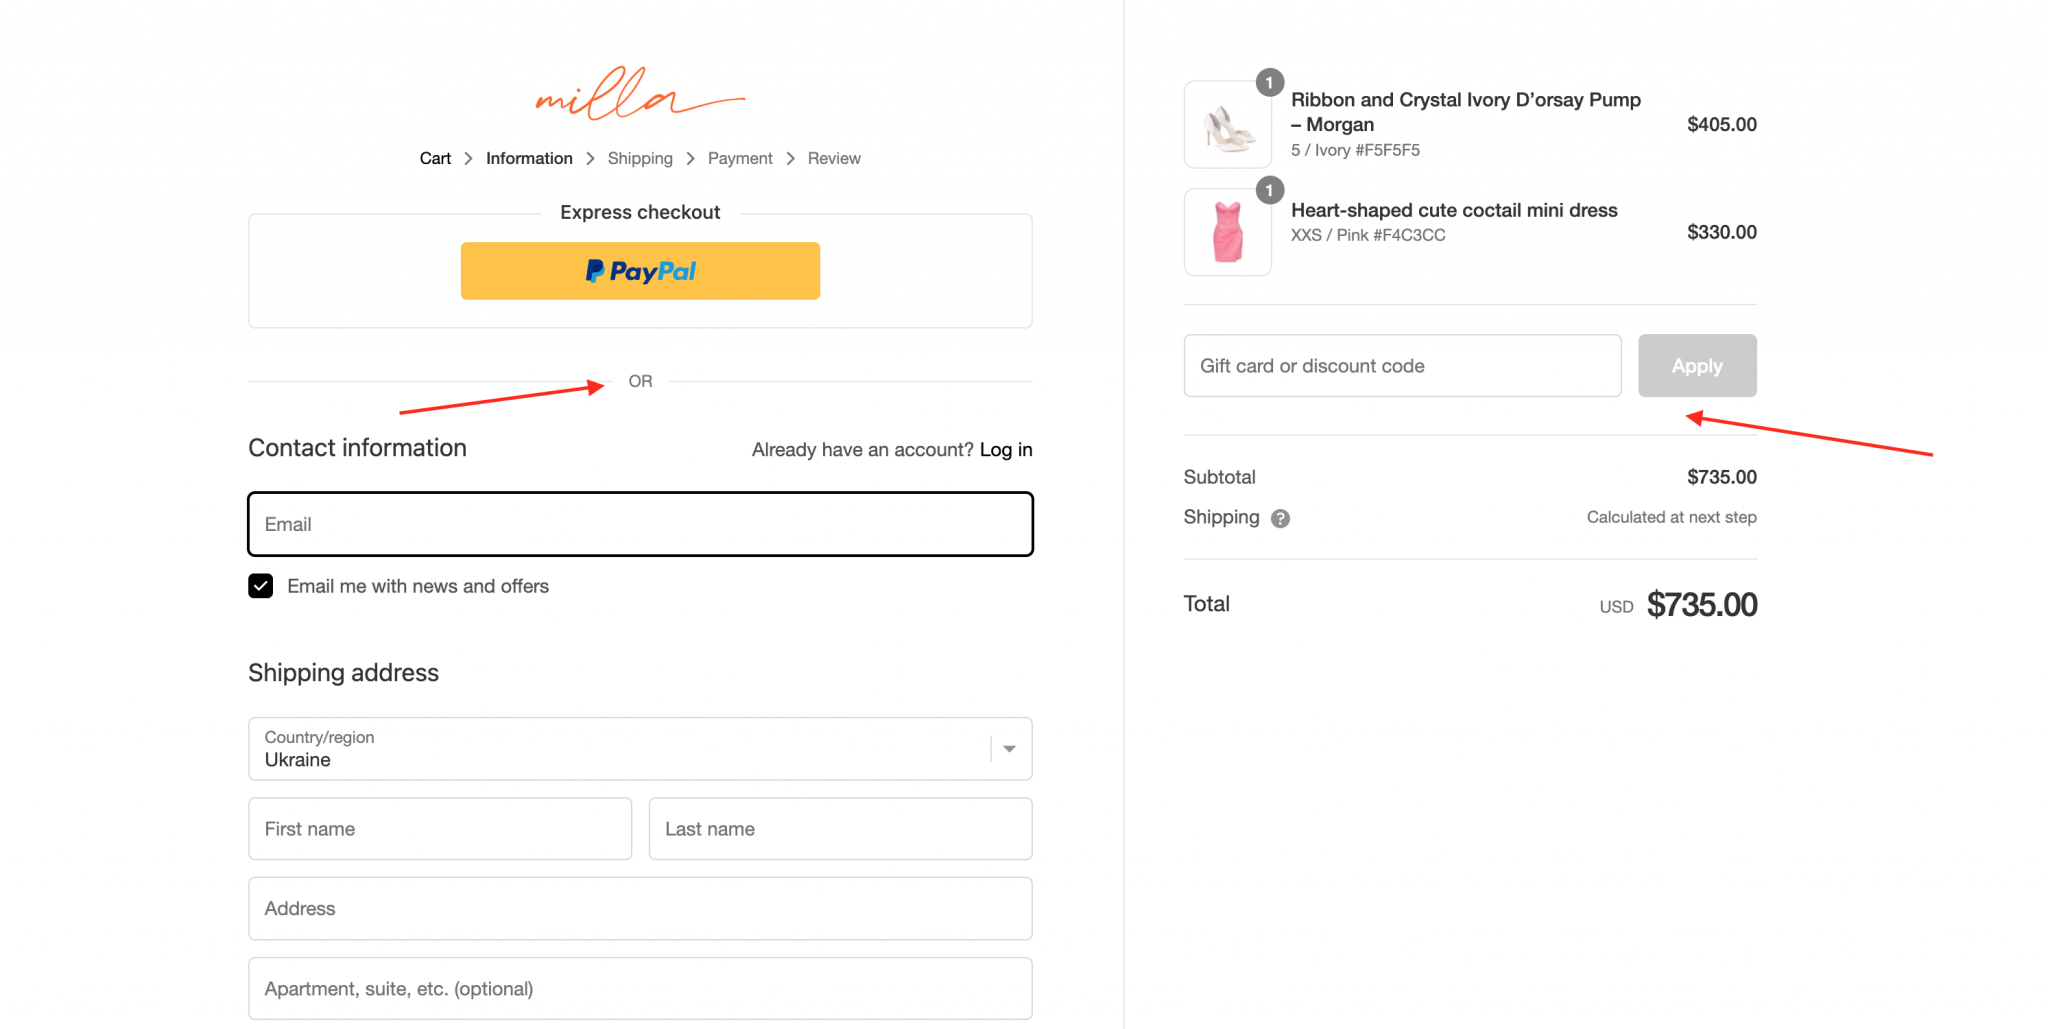 milla
Cart > Information > Shipping > Payment > Review
Express checkout
PayPal
OR
Contact information
Already have an account? Log in
Email
Email me with news and offers
Shipping address
Country/region
Ukraine
First name
Last name
Address
Apartment, suite, etc. (optional)
1
Ribbon and Crystal Ivory D’orsay Pump
– Morgan
5 / Ivory #F5F5F5
$405.00
1
Heart-shaped cute coctail mini dress
XXS / Pink #F4C3CC
$330.00
Gift card or discount code
Apply
Subtotal
$735.00
Shipping ?
Calculated at next step
Total
USD $735.00